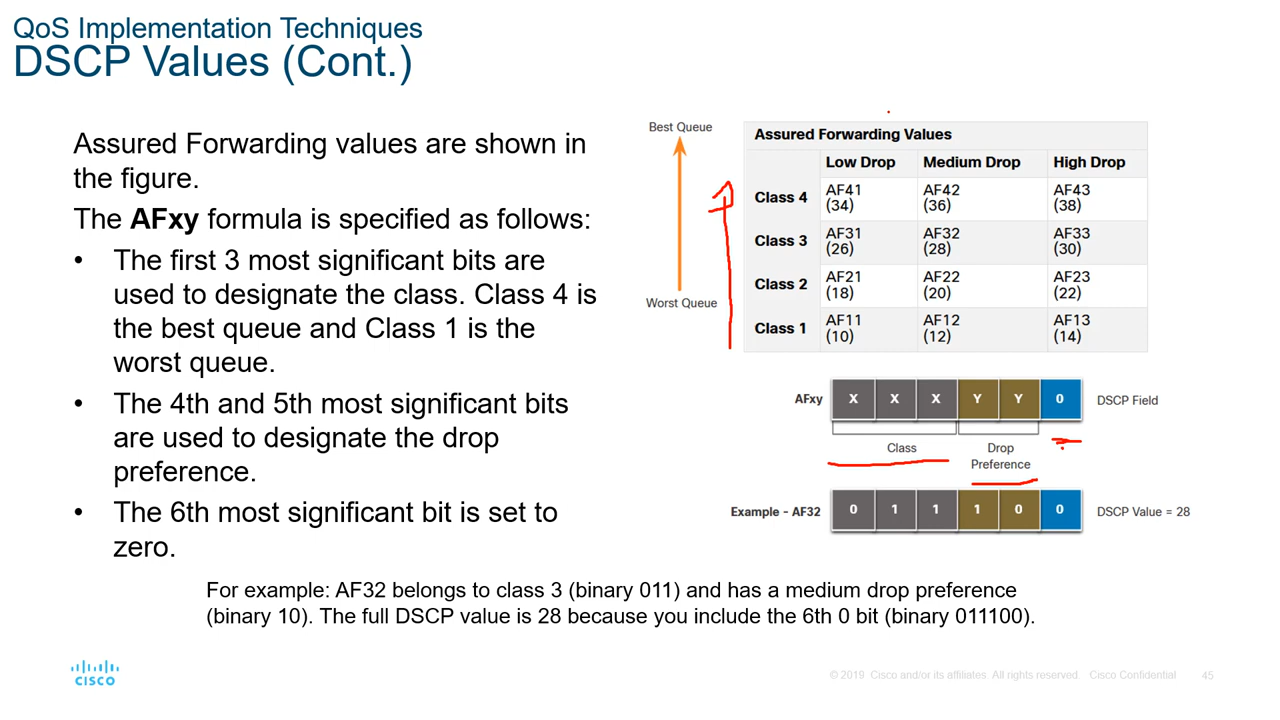 QoS Implementation Techniques
DSCP Values (Cont.)
Assured Forwarding values are shown in
the figure.
The AFxy formula is specified as follows:
• The first 3 most significant bits are
used to designate the class. Class 4 is
the best queue and Class 1 is the
worst queue.
• The 4th and 5th most significant bits
are used to designate the drop
preference.
• The 6th most significant bit is set to
zero.
Best Queue
Worst Queue
Assured Forwarding Values
Low Drop Medium Drop High Drop
Class 4 AF41 AF42 AF43
(34) (36) (38)
Class 3 AF31 AF32 AF33
(26) (28) (30)
Class 2 AF21 AF22 AF23
(18) (20) (22)
Class 1 AF11 AF12 AF13
(10) (12) (14)
AFxy X X X Y Y 0 DSCP Field
Class Drop
Preference
Example - AF32 0 1 1 1 0 0 DSCP Value = 28
For example: AF32 belongs to class 3 (binary 011) and has a medium drop preference
(binary 10). The full DSCP value is 28 because you include the 6th 0 bit (binary 011100).
CISCO
© 2019 Cisco and/or its affiliates. All rights reserved. Cisco Confidential 45